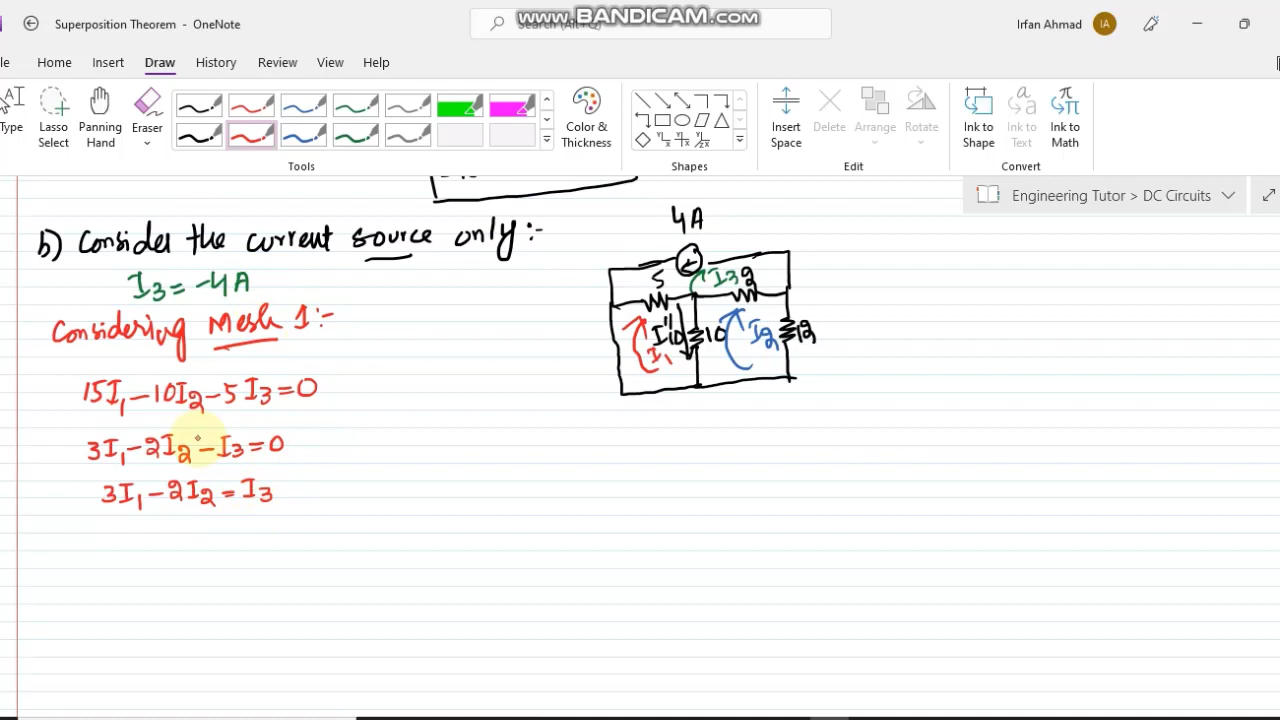 www.BANDICAM.com
Superposition Theorem - OneNote
Irfan Ahmad
IA
Home Insert Draw History Review View Help
Type
Lasso Select
Panning Hand
Eraser
Color & Thickness
Insert Space
Delete
Arrange
Rotate
Ink to Shape
Ink to Text
Ink to Math
Tools
Shapes
Edit
Convert
Engineering Tutor > DC Circuits
b) Consider the current source only :-
I3 = -4A
Considering Mesh 1:-
15I1 - 10I2 - 5I3 = 0
3I1 - 2I2 - I3 = 0
3I1 - 2I2 = I3
4A
5
I3
2
I"10
10
I1
I2
12